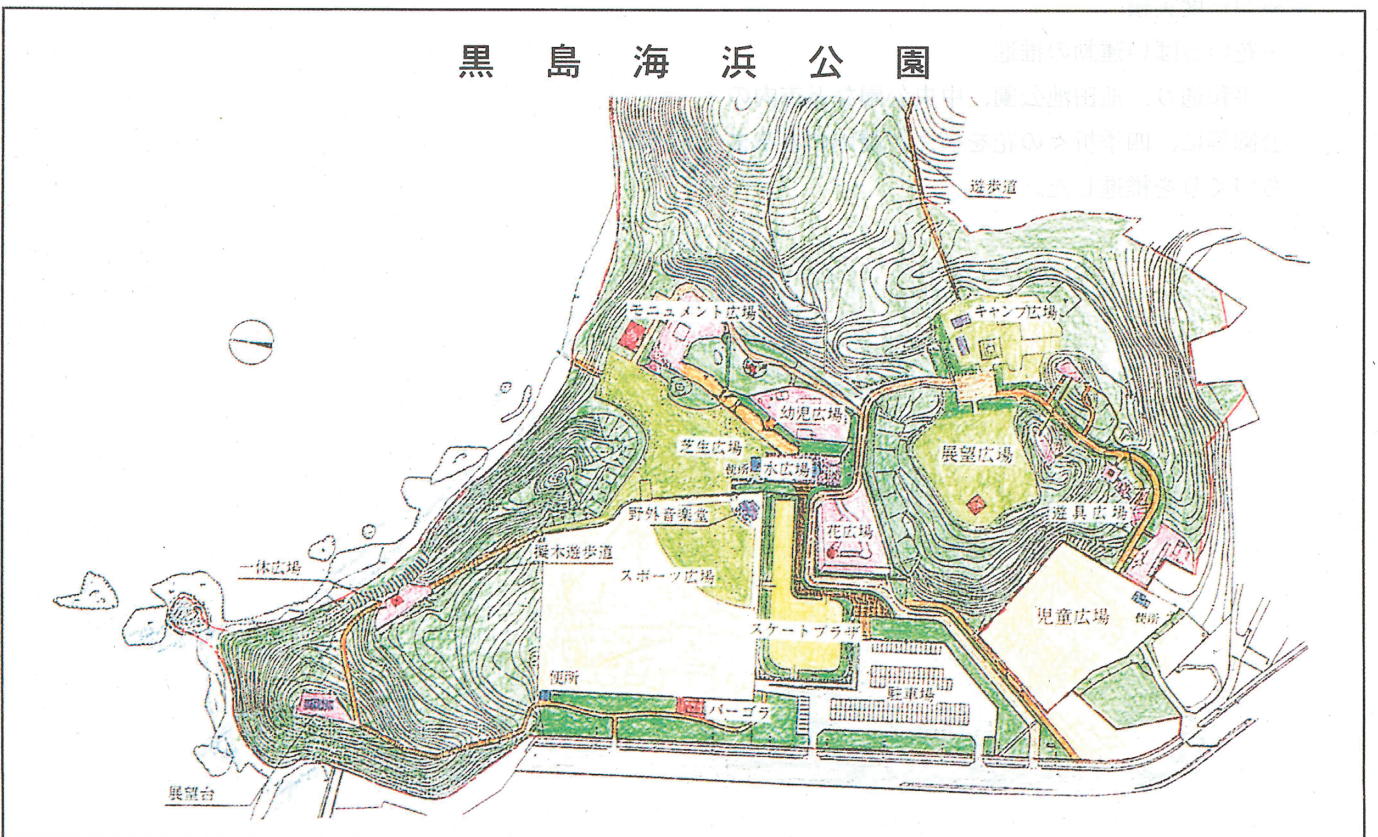 黒島海浜公園
遊歩道
モニュメント広場
キャンプ広場
幼児広場
芝生広場
展望広場
便所
水広場
野外音楽堂
遊具広場
花広場
一休広場
擬木遊歩道
スポーツ広場
児童広場
便所
スケートプラザ
便所
駐車場
パーゴラ
展望台